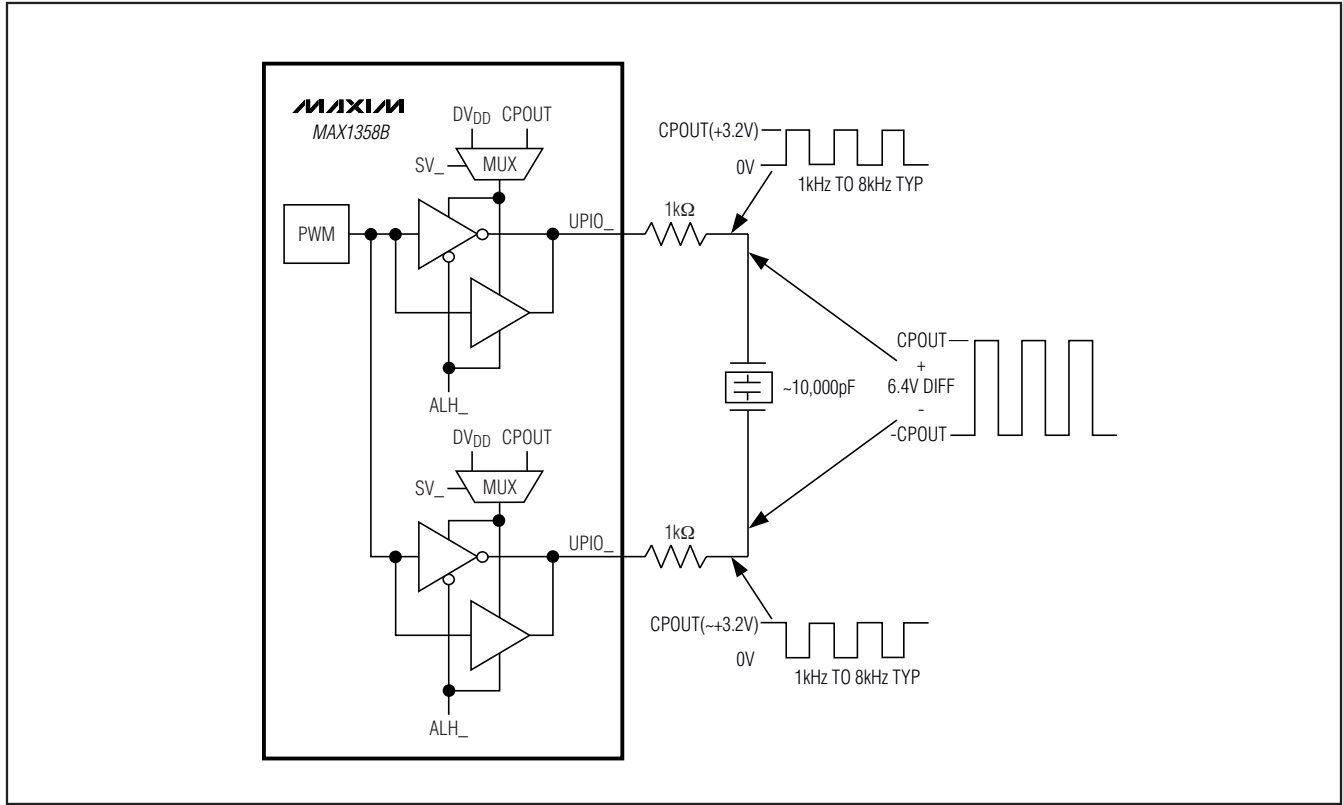 MAXIM
MAX1358B
DVDD CPOUT
SV_
MUX
PWM
UPIO_
1kΩ
ALH_
CPOUT(+3.2V)
0V
1kHz TO 8kHz TYP
~10,000pF
CPOUT
+
6.4V DIFF
-
-CPOUT
DVDD CPOUT
SV_
MUX
UPIO_
1kΩ
ALH_
CPOUT(~+3.2V)
0V
1kHz TO 8kHz TYP